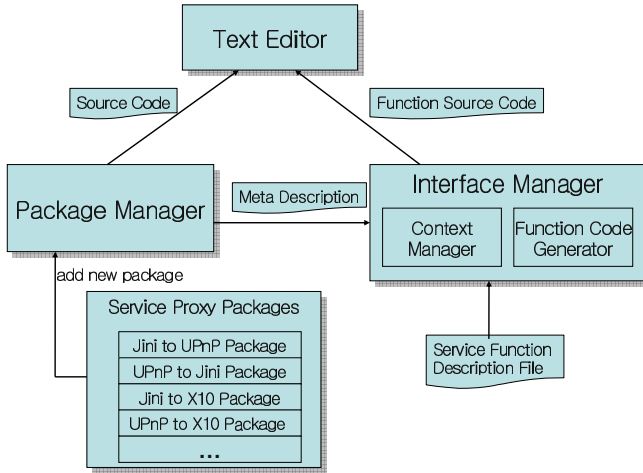 Text Editor
Source Code
Function Source Code
Package Manager
Meta Description
Interface Manager
Context
Manager
Function Code
Generator
add new package
Service Proxy Packages
Jini to UPnP Package
UPnP to Jini Package
Jini to X10 Package
UPnP to X10 Package
...
Service Function
Description File